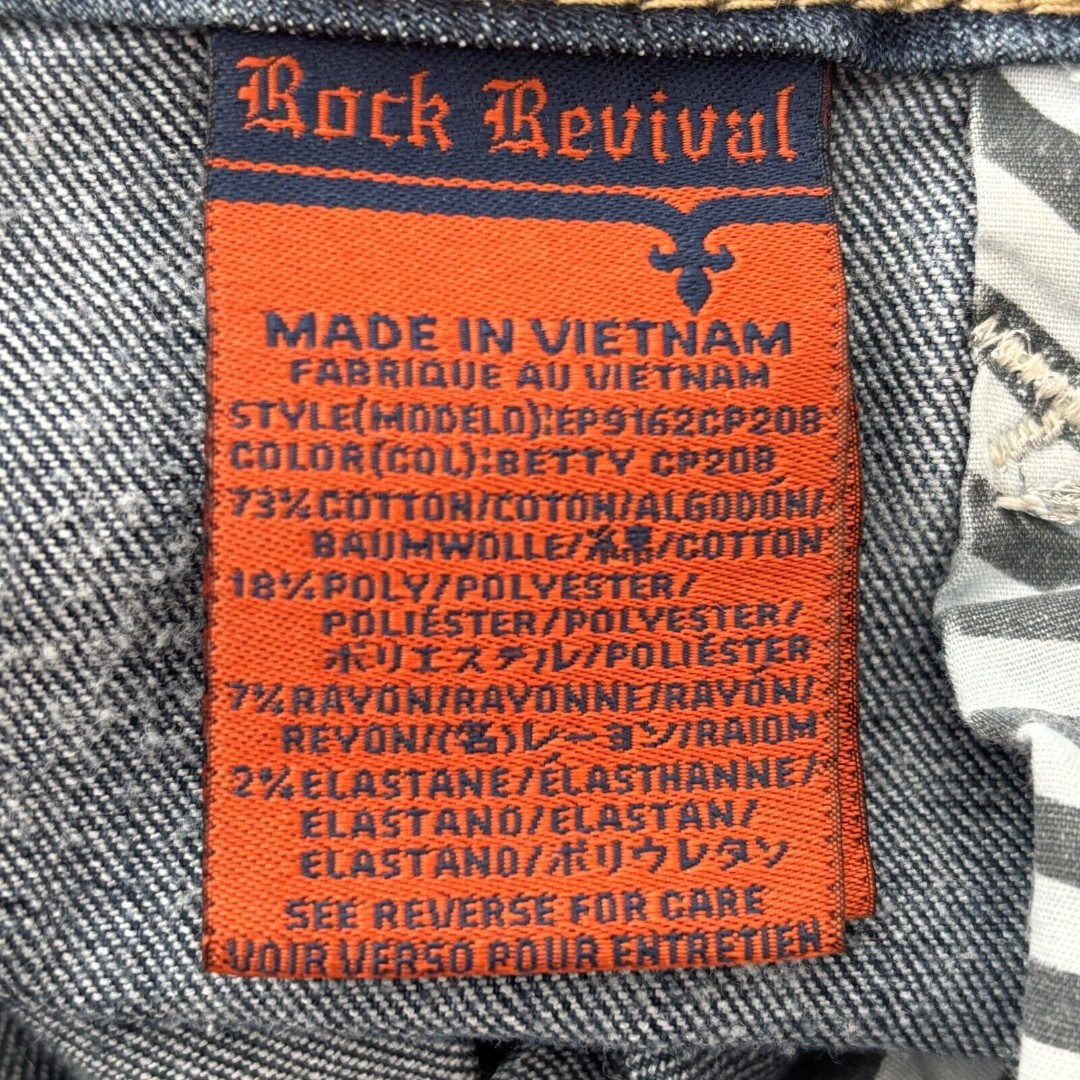 Rock Revival
MADE IN VIETNAM
FABRIQUE AU VIETNAM
STYLE(MODELO):EP9162CP208
COLOR(COL):BETTY CP208
73% COTTON/COTON/ALGODÓN/
BAUMWOLLE/綿/COTTON
18% POLY/POLYESTER/
POLIÉSTER/POLYESTER/
ポリエステル/POLIÉSTER
7% RAYON/RAYONNE/RAYÓN/
REYON/(名)レーヨン/RAIOM
2% ELASTANE/ÉLASTHANNE/
ELASTANO/ELASTAN/
ELASTANO/ポリウレタン
SEE REVERSE FOR CARE
VOIR VERSO POUR ENTRETIEN